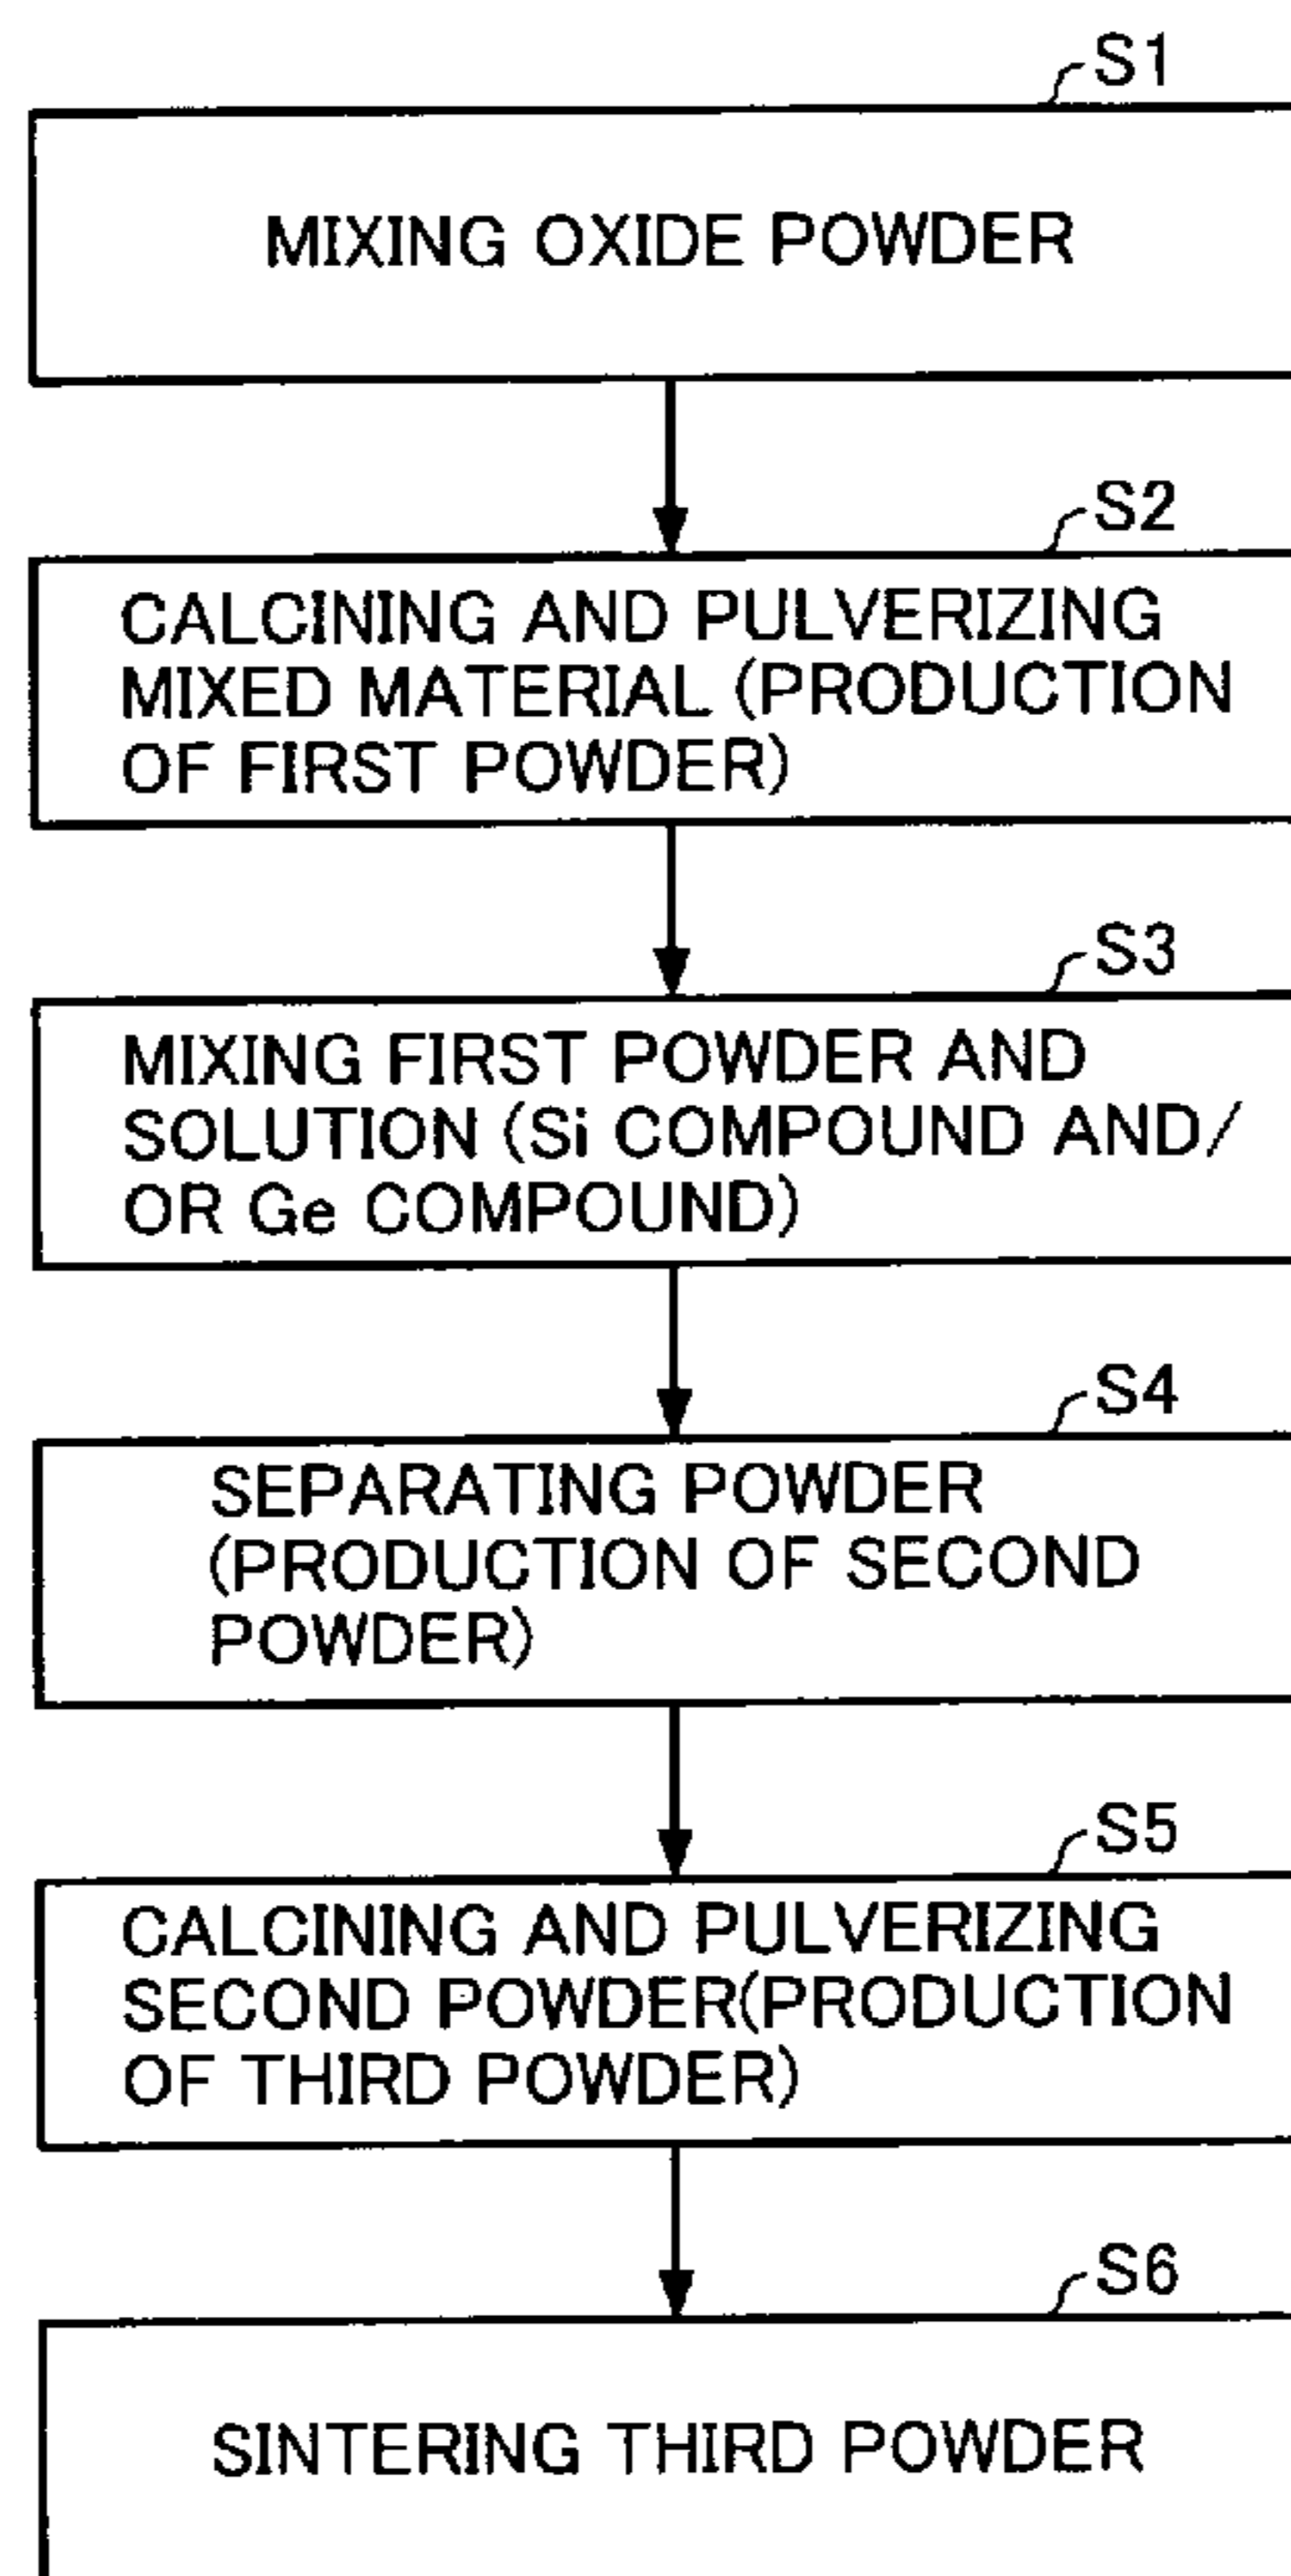 S1
MIXING OXIDE POWDER
S2
CALCINING AND PULVERIZING
MIXED MATERIAL (PRODUCTION
OF FIRST POWDER)
S3
MIXING FIRST POWDER AND
SOLUTION (Si COMPOUND AND/
OR Ge COMPOUND)
S4
SEPARATING POWDER
(PRODUCTION OF SECOND
POWDER)
S5
CALCINING AND PULVERIZING
SECOND POWDER(PRODUCTION
OF THIRD POWDER)
S6
SINTERING THIRD POWDER